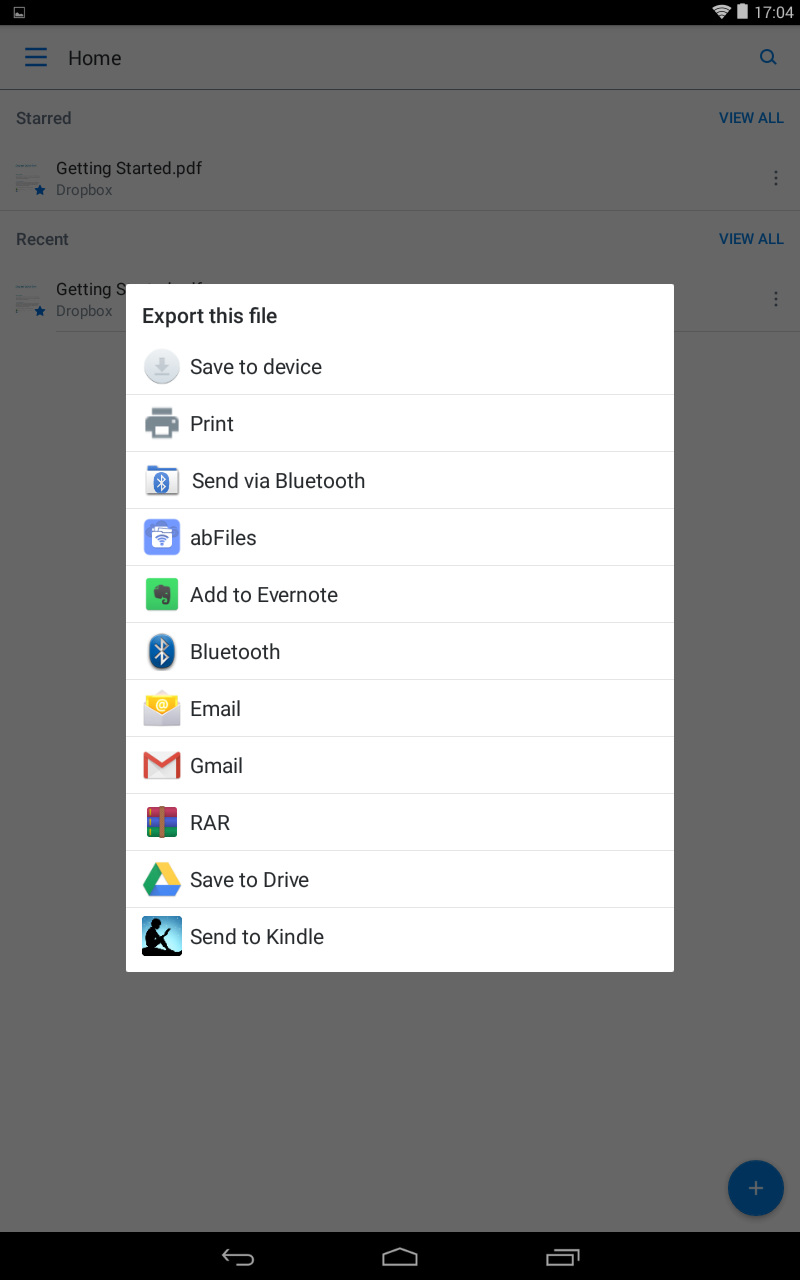 17:04
Home
Starred VIEW ALL
Getting Started.pdf
Dropbox
Recent VIEW ALL
Getting
Dropbox
Export this file
Save to device
Print
Send via Bluetooth
abFiles
Add to Evernote
Bluetooth
@
Email
Gmail
RAR
Save to Drive
Send to Kindle